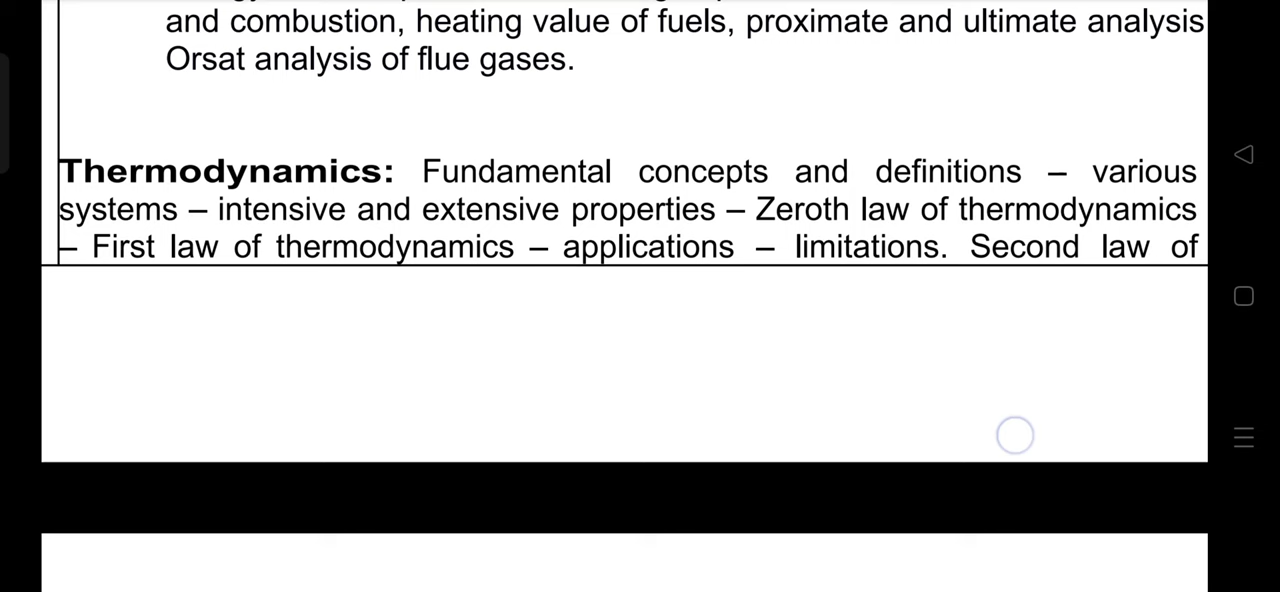 and combustion, heating value of fuels, proximate and ultimate analysis
Orsat analysis of flue gases.
Thermodynamics: Fundamental concepts and definitions – various
systems – intensive and extensive properties – Zeroth law of thermodynamics
– First law of thermodynamics – applications – limitations. Second law of